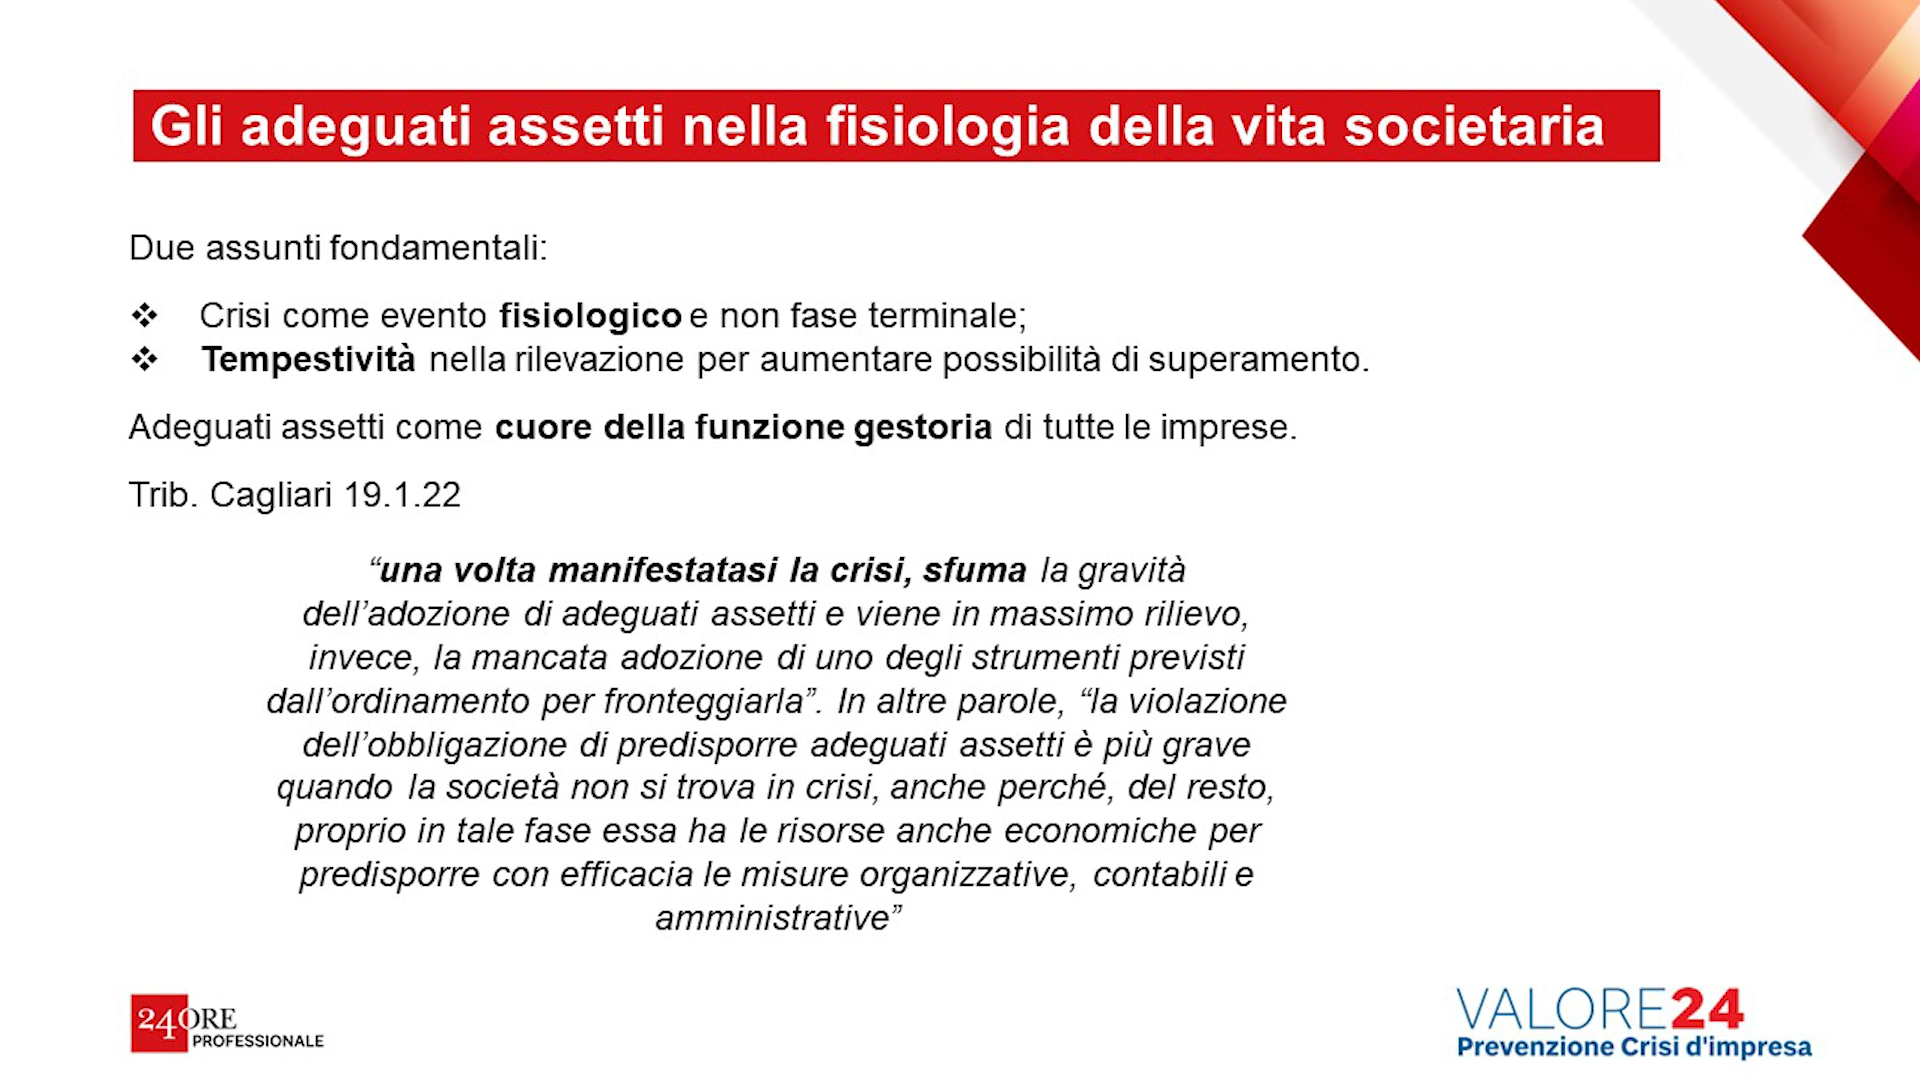 Gli adeguati assetti nella fisiologia della vita societaria
Due assunti fondamentali:
❖ Crisi come evento fisiologico e non fase terminale;
❖ Tempestività nella rilevazione per aumentare possibilità di superamento.
Adeguati assetti come cuore della funzione gestoria di tutte le imprese.
Trib. Cagliari 19.1.22
“una volta manifestatasi la crisi, sfuma la gravità
dell’adozione di adeguati assetti e viene in massimo rilievo,
invece, la mancata adozione di uno degli strumenti previsti
dall’ordinamento per fronteggiarla”. In altre parole, “la violazione
dell’obbligazione di predisporre adeguati assetti è più grave
quando la società non si trova in crisi, anche perché, del resto,
proprio in tale fase essa ha le risorse anche economiche per
predisporre con efficacia le misure organizzative, contabili e
amministrative”
24ORE
PROFESSIONALE
VALORE24
Prevenzione Crisi d'impresa